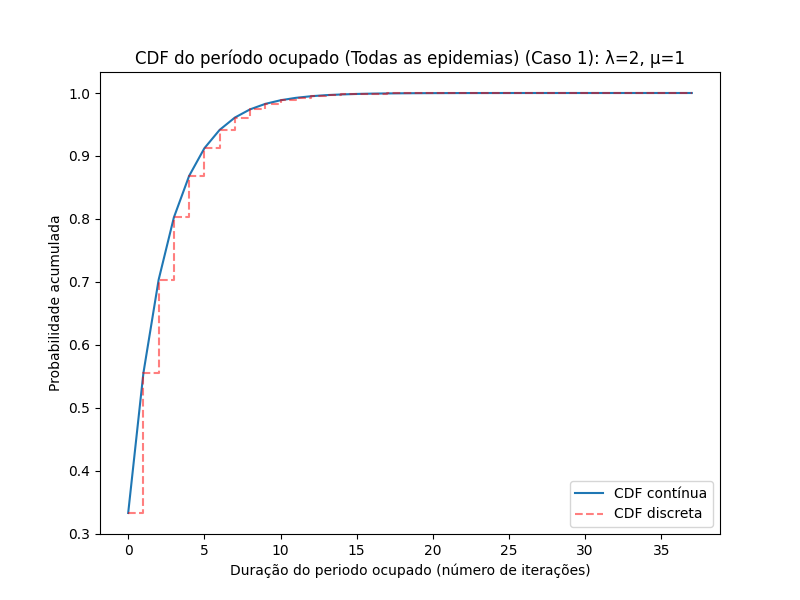 CDF do período ocupado (Todas as epidemias) (Caso 1): λ=2, μ=1
1.0
0.9
0.8
0.7
0.6
0.5
0.4
0.3
Probabilidade acumulada
CDF contínua
CDF discreta
0 5 10 15 20 25 30 35
Duração do periodo ocupado (número de iterações)